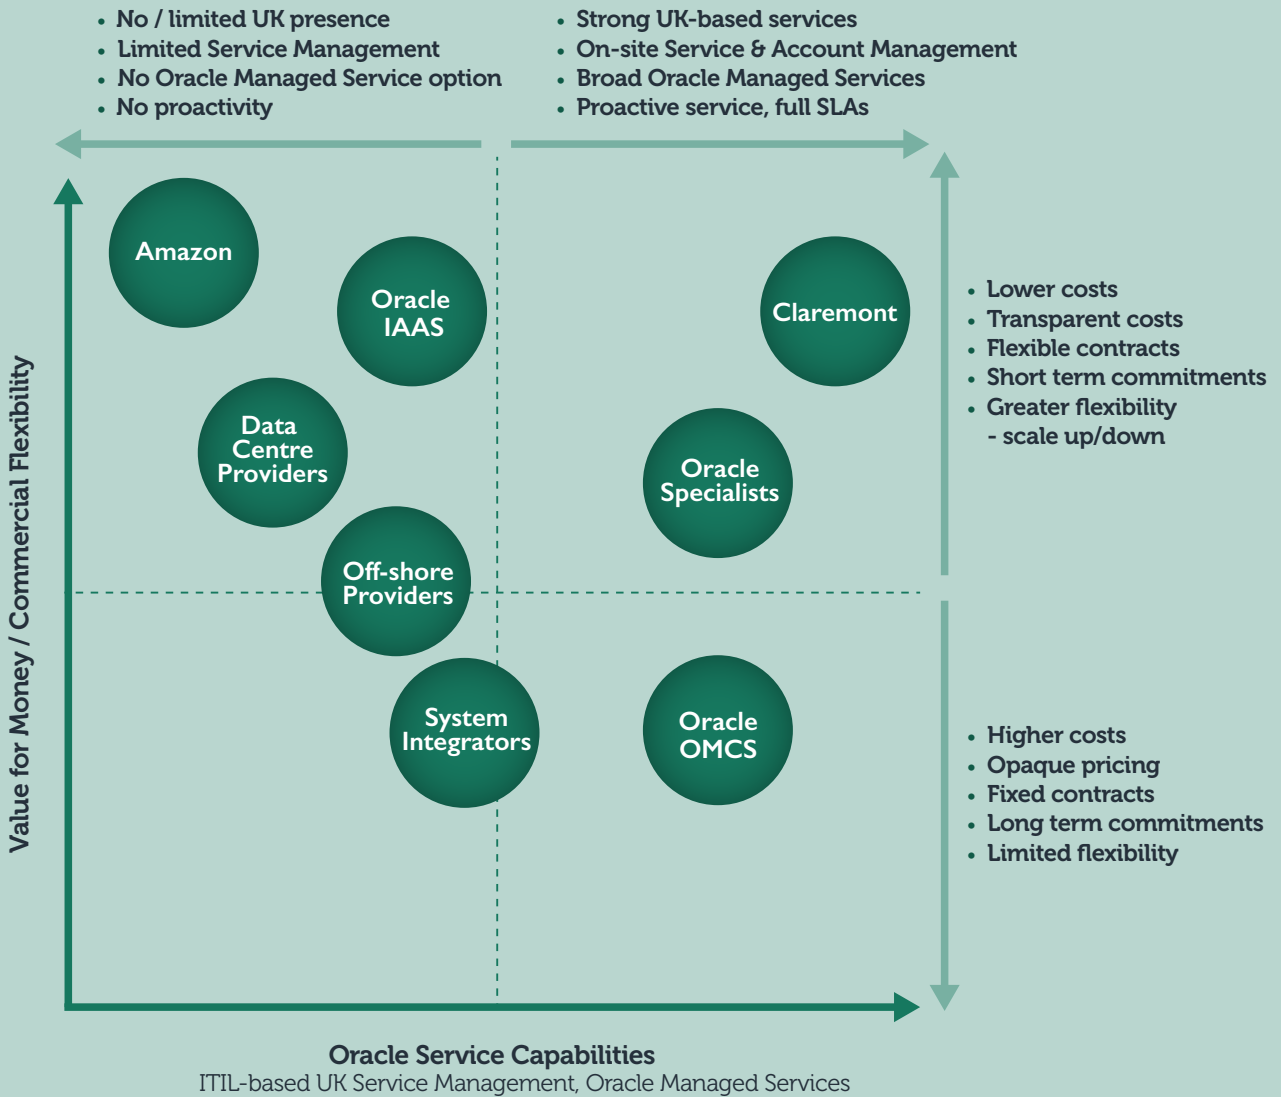 • No / limited UK presence
• Limited Service Management
• No Oracle Managed Service option
• No proactivity
• Strong UK-based services
• On-site Service & Account Management
• Broad Oracle Managed Services
• Proactive service, full SLAs
Value for Money / Commercial Flexibility
Amazon
Oracle
IAAS
Claremont
Data
Centre
Providers
Oracle
Specialists
Off-shore
Providers
System
Integrators
Oracle
OMCS
• Lower costs
• Transparent costs
• Flexible contracts
• Short term commitments
• Greater flexibility
- scale up/down
• Higher costs
• Opaque pricing
• Fixed contracts
• Long term commitments
• Limited flexibility
Oracle Service Capabilities
ITIL-based UK Service Management, Oracle Managed Services